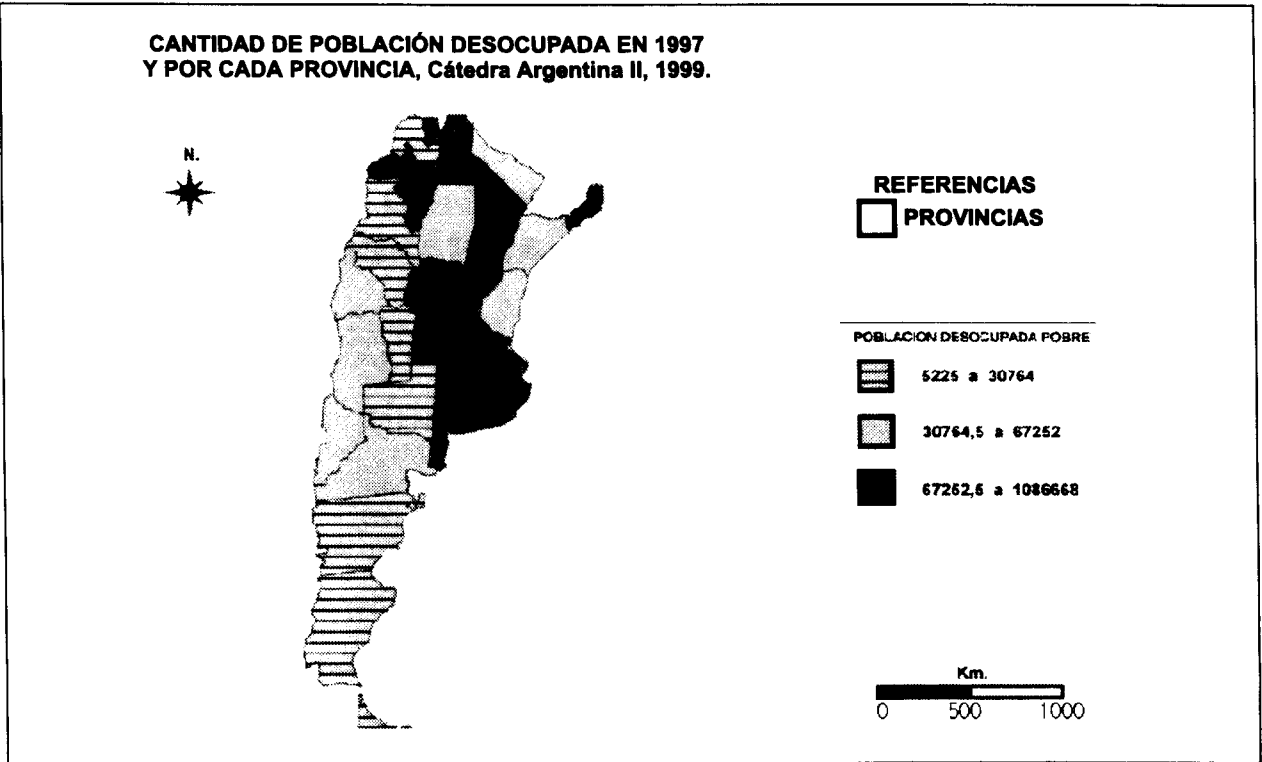 CANTIDAD DE POBLACIÓN DESOCUPADA EN 1997
Y POR CADA PROVINCIA, Cátedra Argentina II, 1999.
N.
REFERENCIAS
PROVINCIAS
POBLACION DESOCUPADA POBRE
5225 a 30764
30764,5 a 67252
67252,5 a 1086668
Km.
0 500 1000